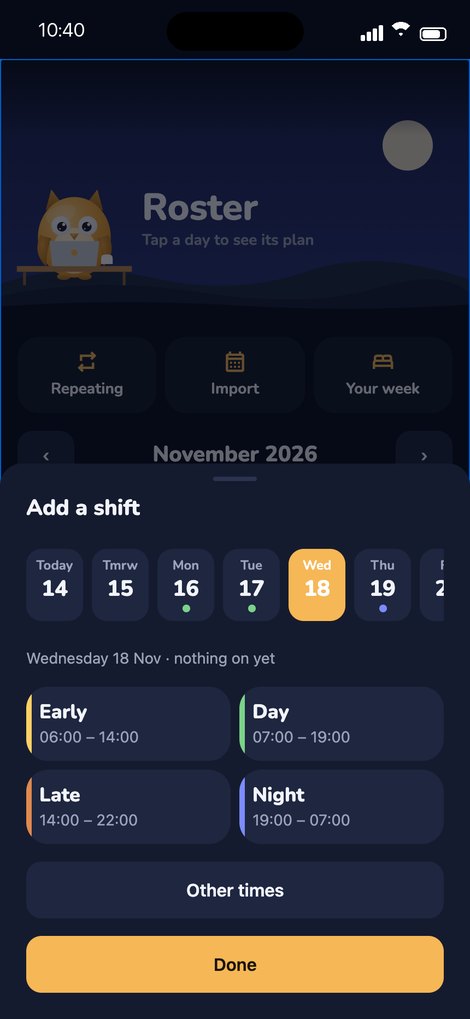 10:40
Roster
Tap a day to see its plan
Repeating
Import
Your week
‹ November 2026 ›
Add a shift
Today Tmrw Mon Tue Wed Thu
14 15 16 17 18 19
Wednesday 18 Nov · nothing on yet
Early Day
06:00 – 14:00 07:00 – 19:00
Late Night
14:00 – 22:00 19:00 – 07:00
Other times
Done